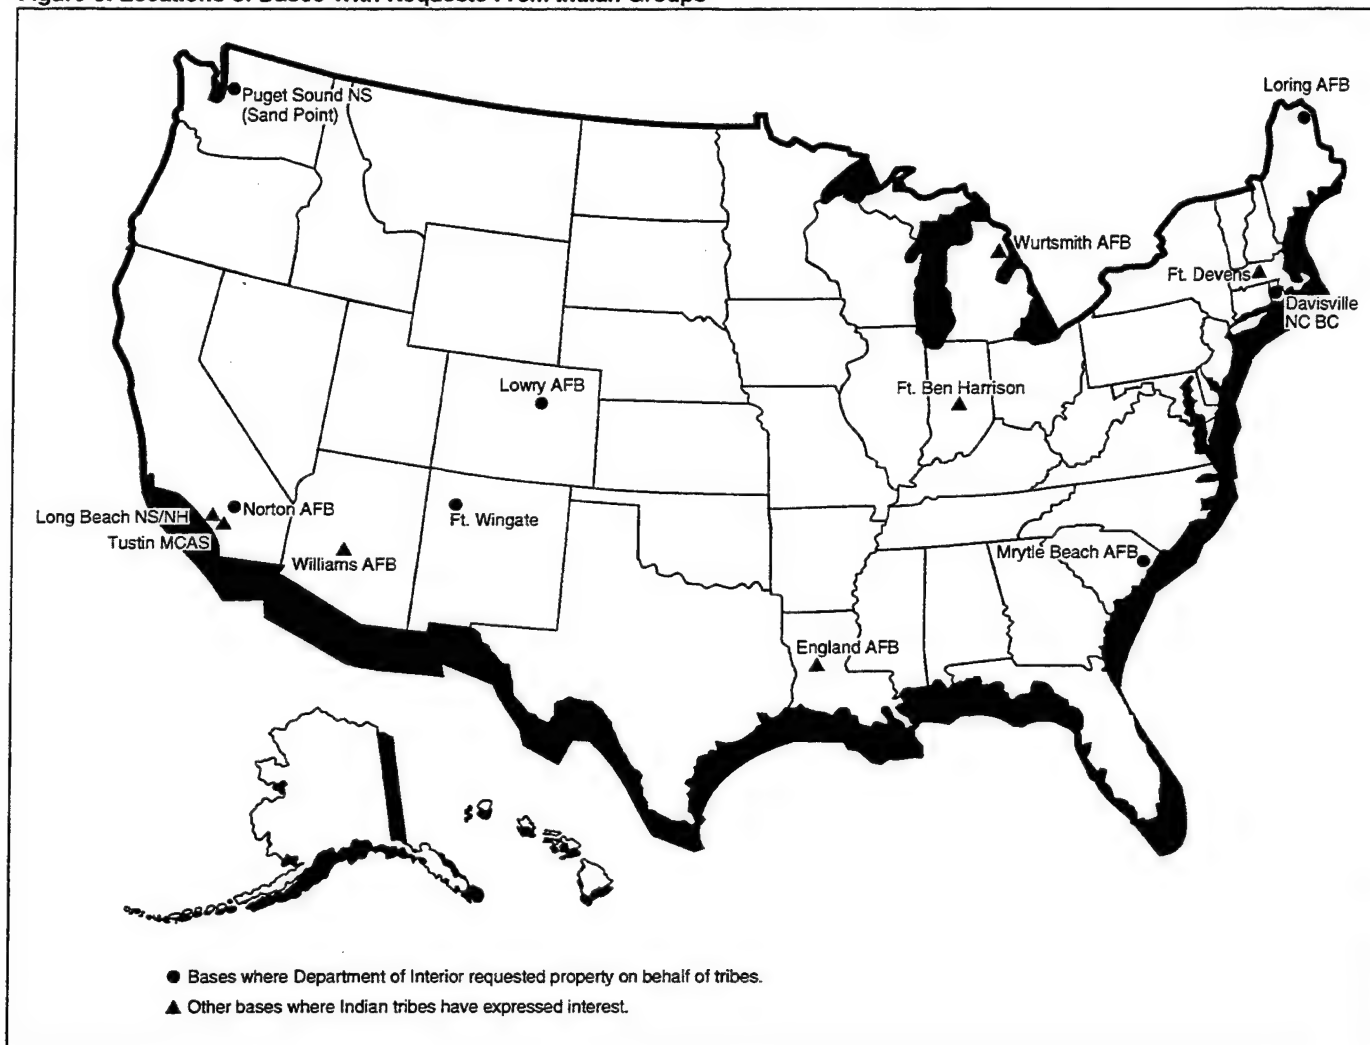 Puget Sound NS
(Sand Point)
Loring AFB
Wurtsmith AFB
Ft. Devens
Davisville
NC BC
Lowry AFB
Ft. Ben Harrison
Norton AFB
Long Beach NS/NH
Tustin MCAS
Ft. Wingate
Williams AFB
Mrytle Beach AFB
England AFB
Bases where Department of Interior requested property on behalf of tribes.
Other bases where Indian tribes have expressed interest.